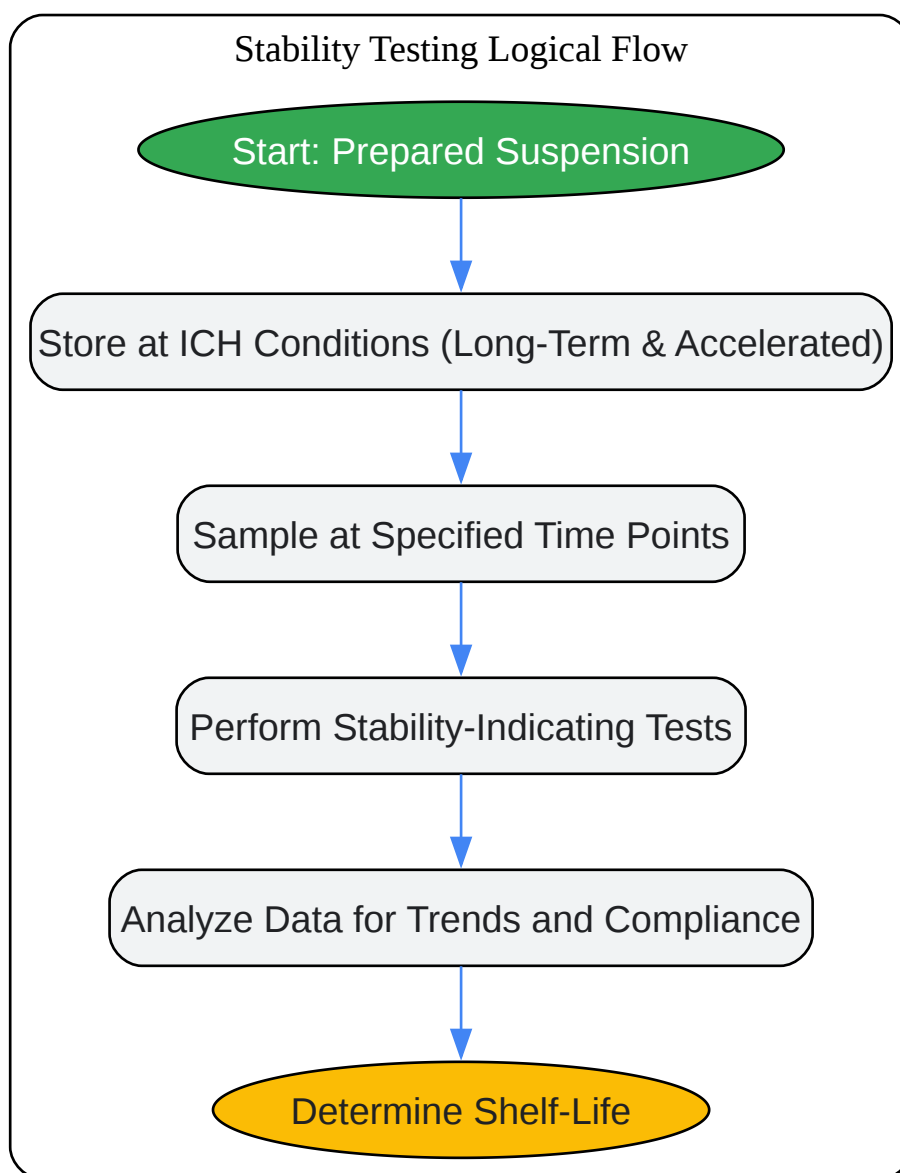 Stability Testing Logical Flow
Start: Prepared Suspension
Store at ICH Conditions (Long-Term & Accelerated)
Sample at Specified Time Points
Perform Stability-Indicating Tests
Analyze Data for Trends and Compliance
Determine Shelf-Life